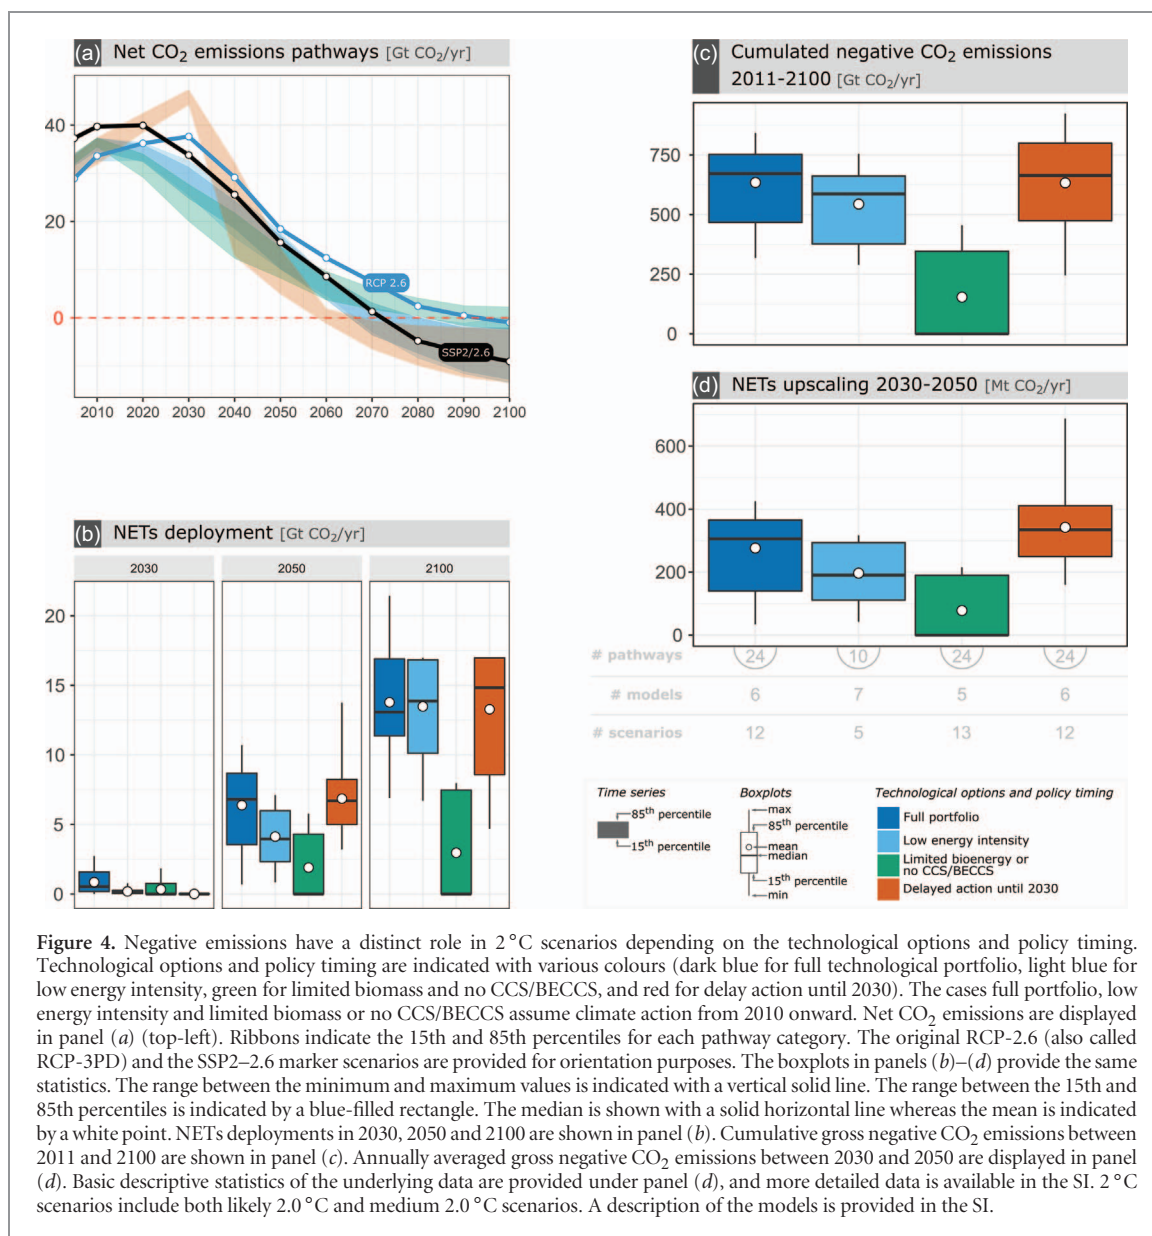 (a) Net CO₂ emissions pathways [Gt CO₂/yr]
40
20
0
RCP 2.6
SSP2/2.6
2010 2020 2030 2040 2050 2060 2070 2080 2090 2100
(b) NETs deployment [Gt CO₂/yr]
2030 2050 2100
20
15
10
5
0
(c) Cumulated negative CO₂ emissions
2011-2100 [Gt CO₂/yr]
750
500
250
0
(d) NETs upscaling 2030-2050 [Mt CO₂/yr]
600
400
200
0
# pathways 24 10 24 24
# models 6 7 5 6
# scenarios 12 5 13 12
Time series
85th percentile
15th percentile
Boxplots
max
85th percentile
mean
median
15th percentile
min
Technological options and policy timing
Full portfolio
Low energy intensity
Limited bioenergy or
no CCS/BECCS
Delayed action until 2030
Figure 4. Negative emissions have a distinct role in 2 °C scenarios depending on the technological options and policy timing.
Technological options and policy timing are indicated with various colours (dark blue for full technological portfolio, light blue for
low energy intensity, green for limited biomass and no CCS/BECCS, and red for delay action until 2030). The cases full portfolio, low
energy intensity and limited biomass or no CCS/BECCS assume climate action from 2010 onward. Net CO₂ emissions are displayed
in panel (a) (top-left). Ribbons indicate the 15th and 85th percentiles for each pathway category. The original RCP-2.6 (also called
RCP-3PD) and the SSP2–2.6 marker scenarios are provided for orientation purposes. The boxplots in panels (b)–(d) provide the same
statistics. The range between the minimum and maximum values is indicated with a vertical solid line. The range between the 15th and
85th percentiles is indicated by a blue-filled rectangle. The median is shown with a solid horizontal line whereas the mean is indicated
by a white point. NETs deployments in 2030, 2050 and 2100 are shown in panel (b). Cumulative gross negative CO₂ emissions between
2011 and 2100 are shown in panel (c). Annually averaged gross negative CO₂ emissions between 2030 and 2050 are displayed in panel
(d). Basic descriptive statistics of the underlying data are provided under panel (d), and more detailed data is available in the SI. 2 °C
scenarios include both likely 2.0 °C and medium 2.0 °C scenarios. A description of the models is provided in the SI.